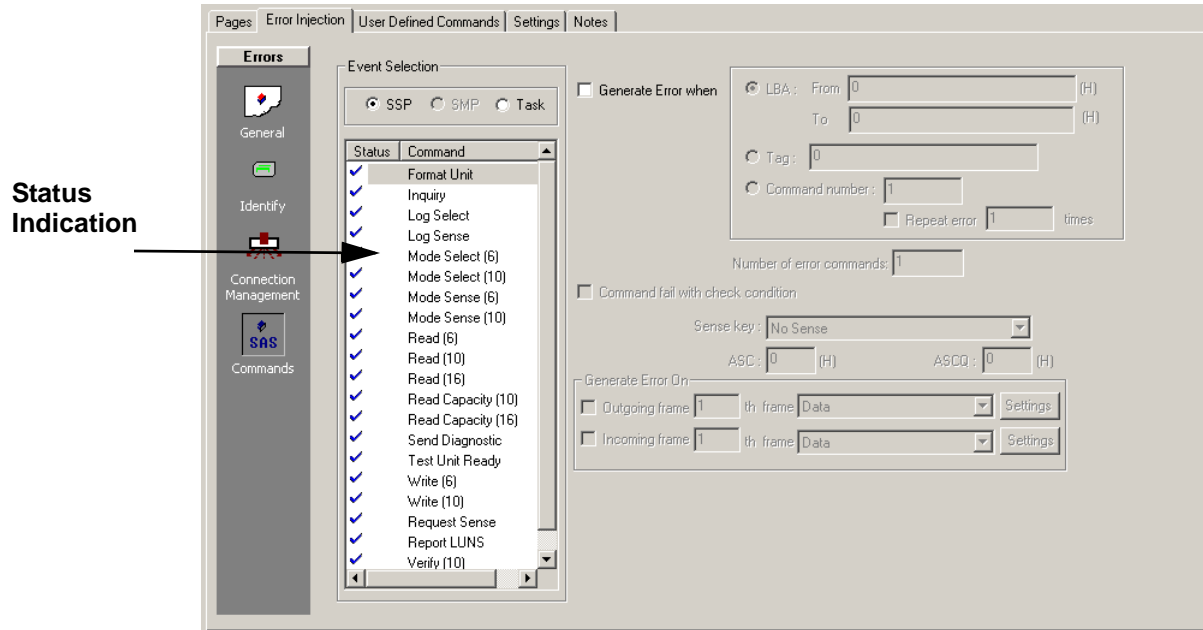 Pages Error Injection User Defined Commands Settings Notes
Status
Indication
Errors
General
Identify
Connection
Management
SAS
Commands
Event Selection
SSP SMP Task
Status Command
Format Unit
Inquiry
Log Select
Log Sense
Mode Select (6)
Mode Select (10)
Mode Sense (6)
Mode Sense (10)
Read (6)
Read (10)
Read (16)
Read Capacity (10)
Read Capacity (16)
Send Diagnostic
Test Unit Ready
Write (6)
Write (10)
Request Sense
Report LUNS
Verify (10)
Generate Error when
LBA : From 0 (H)
To 0 (H)
Tag : 0
Command number : 1
Repeat error 1 times
Number of error commands: 1
Command fail with check condition
Sense key : No Sense
ASC : 0 (H) ASCQ : 0 (H)
Generate Error On
Outgoing frame 1 th frame Data Settings
Incoming frame 1 th frame Data Settings